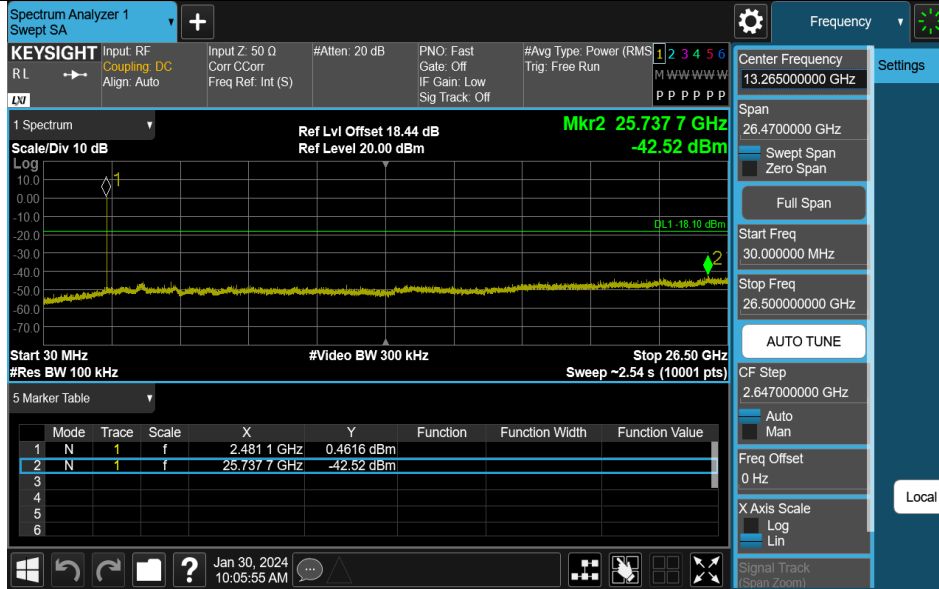 Spectrum Analyzer 1
Swept SA
+
Frequency
KEYSIGHT
RL
LXI
Input: RF
Coupling: DC
Align: Auto
Input Z: 50 Ω
Corr CCorr
Freq Ref: Int (S)
#Atten: 20 dB
PNO: Fast
Gate: Off
IF Gain: Low
Sig Track: Off
#Avg Type: Power (RMS
Trig: Free Run
1 2 3 4 5 6
M W W W W W
P P P P P P
1 Spectrum
Scale/Div 10 dB
Ref Lvl Offset 18.44 dB
Ref Level 20.00 dBm
Mkr2 25.737 7 GHz
-42.52 dBm
Log
10.0
0.00
-10.0
-20.0
-30.0
-40.0
-50.0
-60.0
-70.0
1
DL1 -18.10 dBm
2
Start 30 MHz
#Res BW 100 kHz
#Video BW 300 kHz
Stop 26.50 GHz
Sweep ~2.54 s (10001 pts)
5 Marker Table
Mode Trace Scale X Y Function Function Width Function Value
1 N 1 f 2.481 1 GHz 0.4616 dBm
2 N 1 f 25.737 7 GHz -42.52 dBm
3
4
5
6
?
Jan 30, 2024
10:05:55 AM
Center Frequency
13.265000000 GHz
Span
26.4700000 GHz
Swept Span
Zero Span
Full Span
Start Freq
30.000000 MHz
Stop Freq
26.500000000 GHz
AUTO TUNE
CF Step
2.647000000 GHz
Auto
Man
Freq Offset
0 Hz
X Axis Scale
Log
Lin
Signal Track
(Span Zoom)
Settings
Local